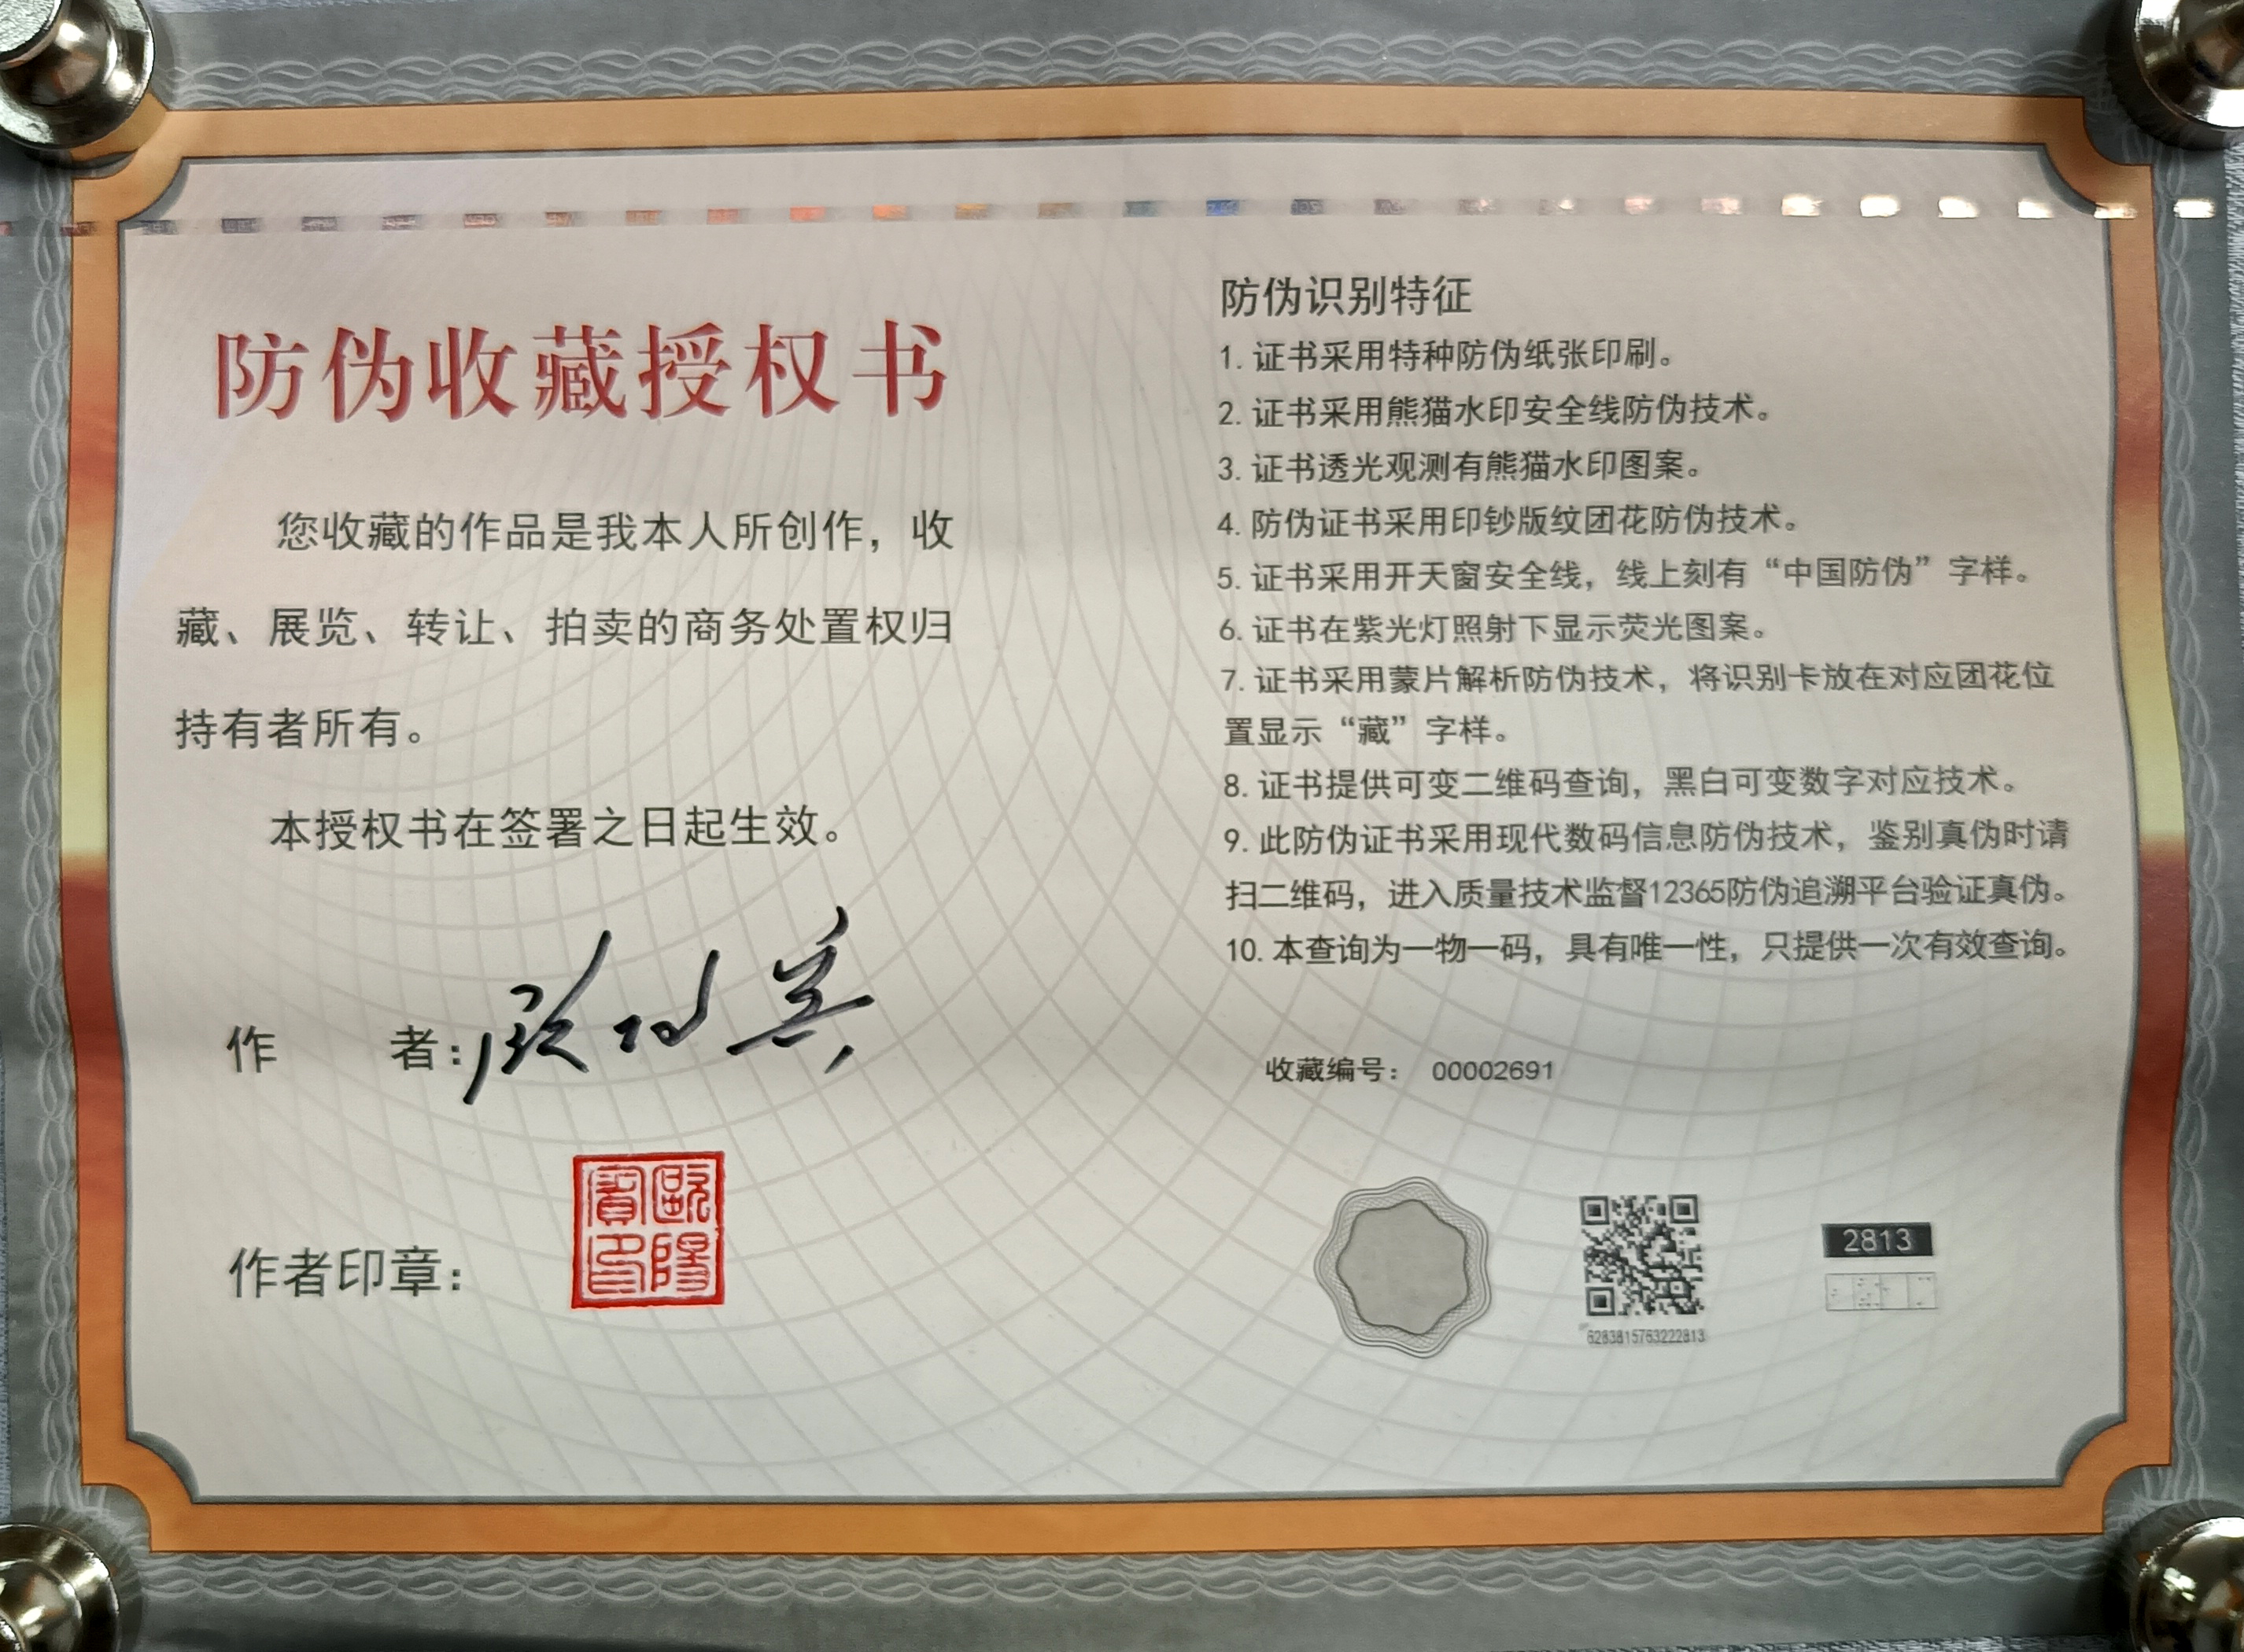 防伪收藏授权书
您收藏的作品是我本人所创作，收
藏、展览、转让、拍卖的商务处置权归
持有者所有。
本授权书在签署之日起生效。
作 者：
作者印章：
防伪识别特征
1. 证书采用特种防伪纸张印刷。
2. 证书采用熊猫水印安全线防伪技术。
3. 证书透光观测有熊猫水印图案。
4. 防伪证书采用印钞版纹团花防伪技术。
5. 证书采用开天窗安全线，线上刻有“中国防伪”字样。
6. 证书在紫光灯照射下显示荧光图案。
7. 证书采用蒙片解析防伪技术，将识别卡放在对应团花位
置显示“藏”字样。
8. 证书提供可变二维码查询，黑白可变数字对应技术。
9. 此防伪证书采用现代数码信息防伪技术，鉴别真伪时请
扫二维码，进入质量技术监督12365防伪追溯平台验证真伪。
10. 本查询为一物一码，具有唯一性，只提供一次有效查询。
收藏编号： 00002691
6283815763222813
2813